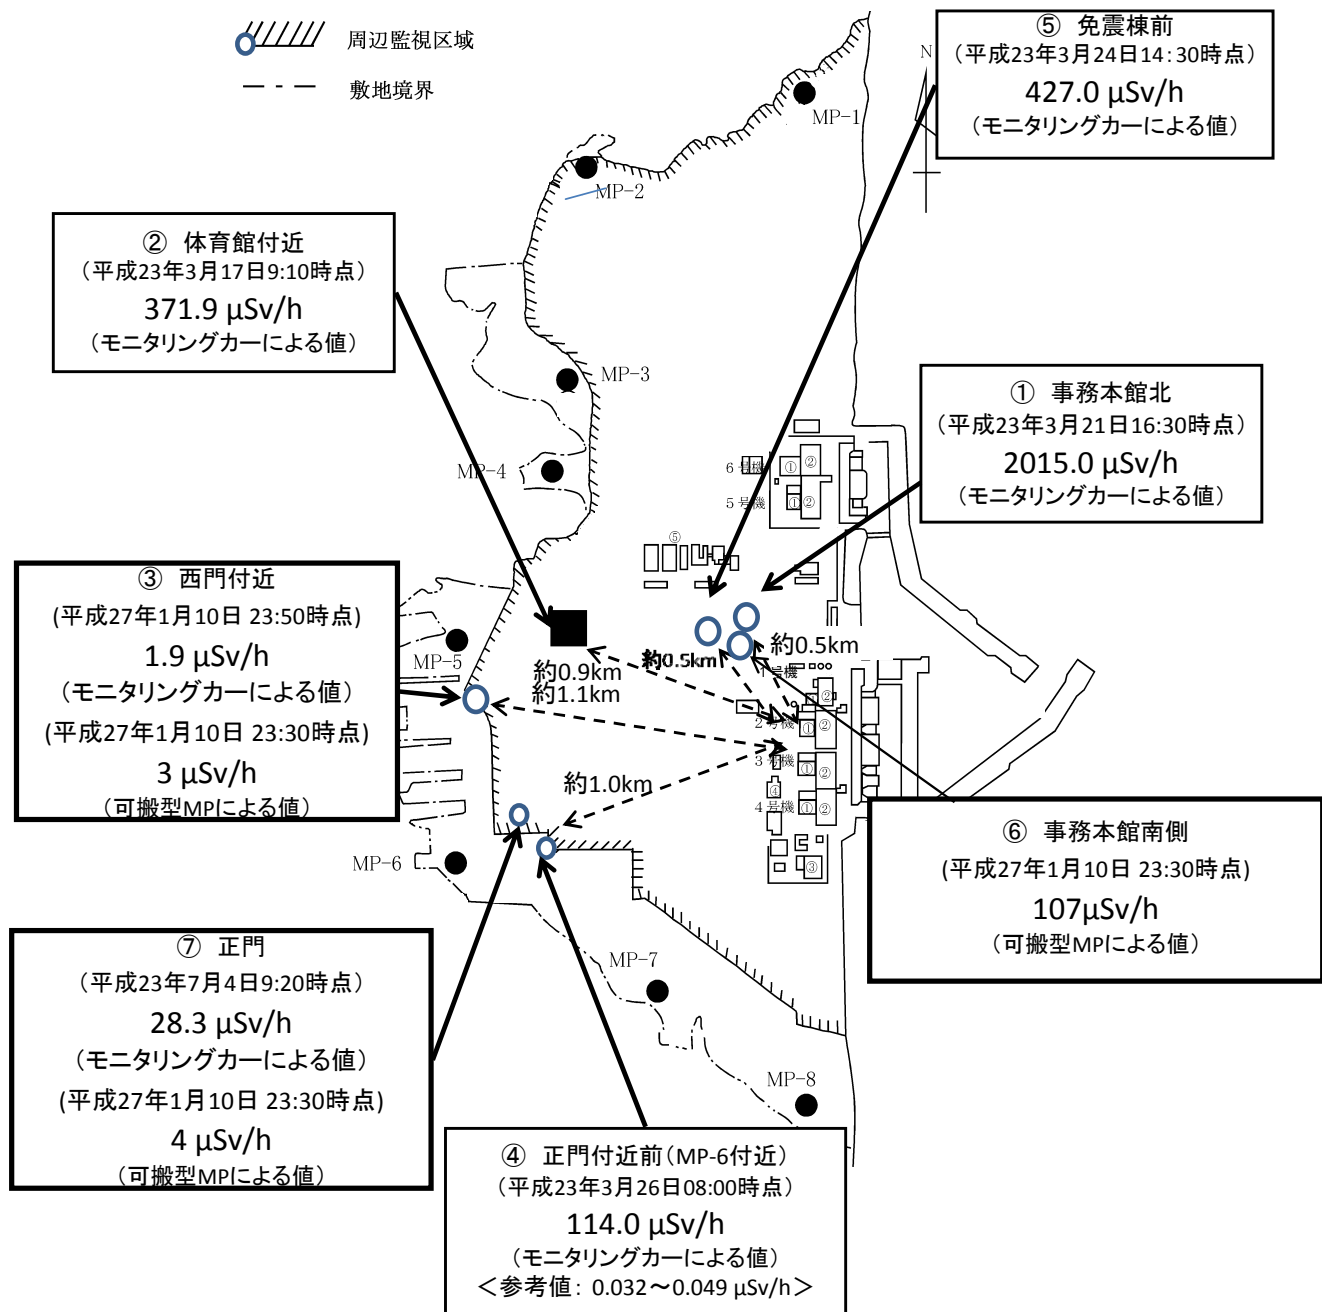 周辺監視区域
敷地境界
⑤ 免震棟前
(平成23年3月24日14:30時点)
427.0 μSv/h
(モニタリングカーによる値)
N
MP-1
MP-2
② 体育館付近
(平成23年3月17日9:10時点)
371.9 μSv/h
(モニタリングカーによる値)
MP-3
① 事務本館北
(平成23年3月21日16:30時点)
2015.0 μSv/h
(モニタリングカーによる値)
MP-4
6号機
①
②
5号機
①
②
⑤
③ 西門付近
(平成27年1月10日 23:50時点)
1.9 μSv/h
(モニタリングカーによる値)
(平成27年1月10日 23:30時点)
3 μSv/h
(可搬型MPによる値)
MP-5
約0.9km
約1.1km
約0.5km
約0.5km
1号機
②
2号機
①
②
3号機
①
②
④
4号機
①
②
③
約1.0km
MP-6
⑥ 事務本館南側
(平成27年1月10日 23:30時点)
107μSv/h
(可搬型MPによる値)
⑦ 正門
(平成23年7月4日9:20時点)
28.3 μSv/h
(モニタリングカーによる値)
(平成27年1月10日 23:30時点)
4 μSv/h
(可搬型MPによる値)
MP-7
MP-8
④ 正門付近前(MP-6付近)
(平成23年3月26日08:00時点)
114.0 μSv/h
(モニタリングカーによる値)
＜参考値: 0.032～0.049 μSv/h＞